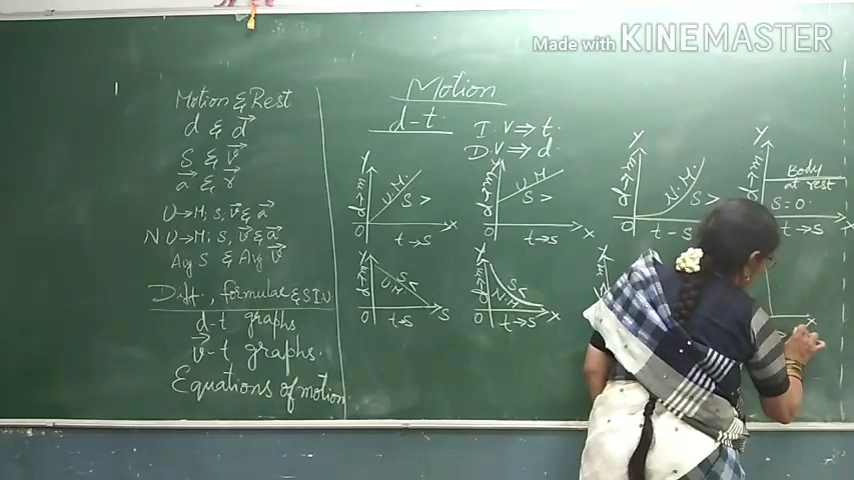 Made with KINEMASTER
Motion & Rest
d & d⃗
S & v⃗
a⃗ & r⃗
U→M; S, v⃗ & a⃗
N U→M; S, v⃗ & a⃗
Avg S & Avg v⃗
Diff., formulae & S I U
d-t graphs
v⃗-t graphs.
Equations of motion
Motion
d-t
I.V ⇒ t.
D.V ⇒ d.
Y
d→m
U.M.
S >
O
X
t→S
Y
d→m
U.M
S >
O
X
t→S
Y
d→m
N.M.
S >
O
t-S
Y
d→m
Body
at rest
S=0.
O
X
t→S
Y
S<
U.M
O
S
t→S
Y
S<
N.M
O
X
t→S
Y
X